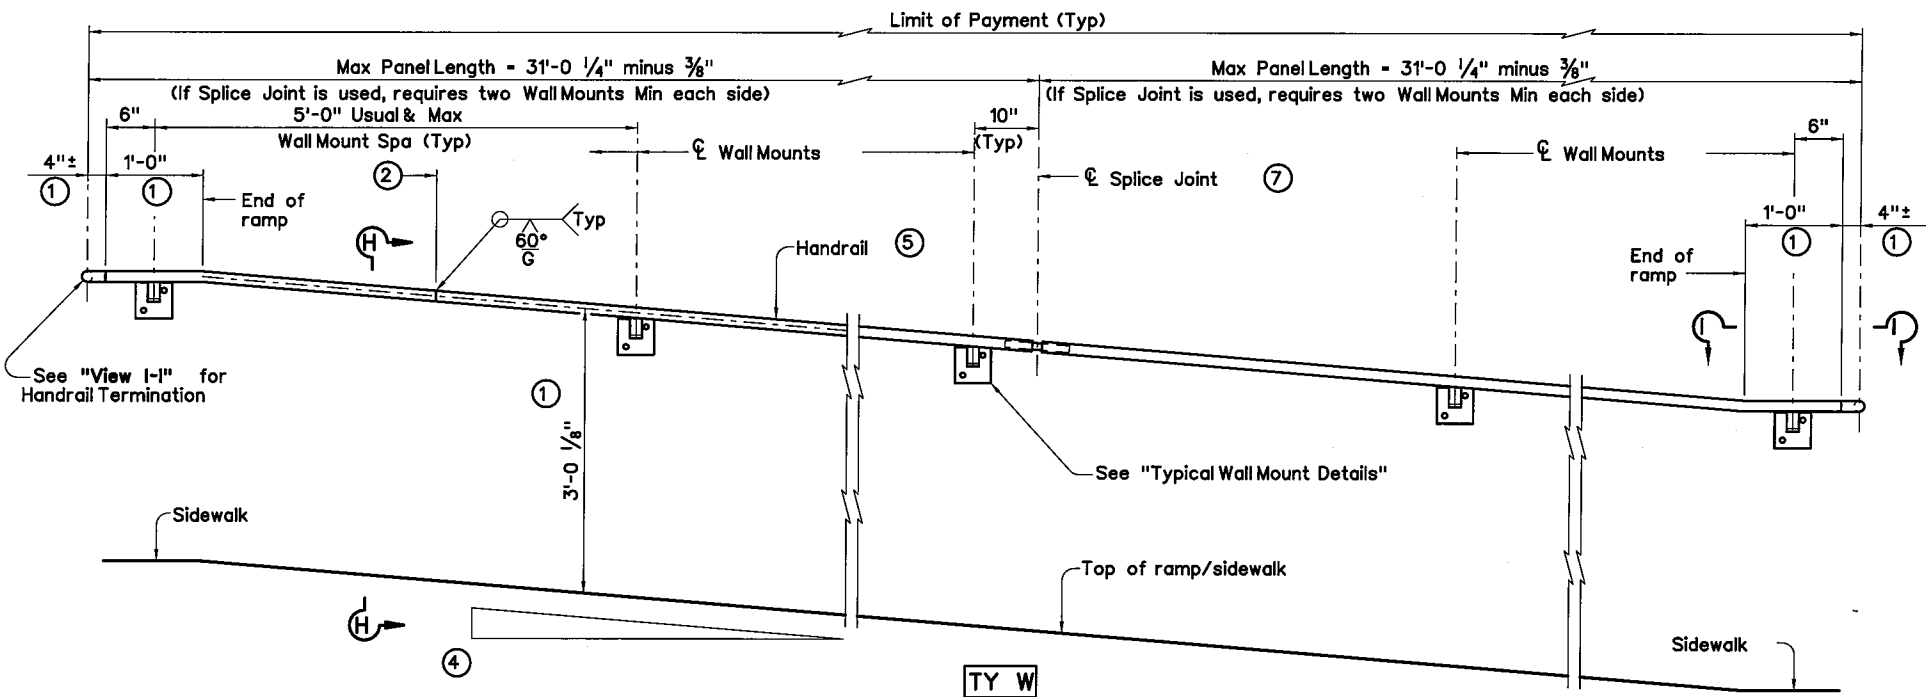 Limit of Payment (Typ)
Max Panel Length = 31'-0 1/4" minus 3/8"
(If Splice Joint is used, requires two Wall Mounts Min each side)
Max Panel Length = 31'-0 1/4" minus 3/8"
(If Splice Joint is used, requires two Wall Mounts Min each side)
6"
5'-0" Usual & Max
Wall Mount Spa (Typ)
10"
(Typ)
6"
℄ Wall Mounts
℄ Wall Mounts
4"±
①
1'-0"
①
②
℄ Splice Joint ⑦
End of
ramp
H
Typ
60°
G
Handrail ⑤
1'-0"
①
4"±
①
End of
ramp
I
I
See "View I-I" for
Handrail Termination
①
3'-0 1/8"
See "Typical Wall Mount Details"
Sidewalk
Top of ramp/sidewalk
H
④
Sidewalk
TY W